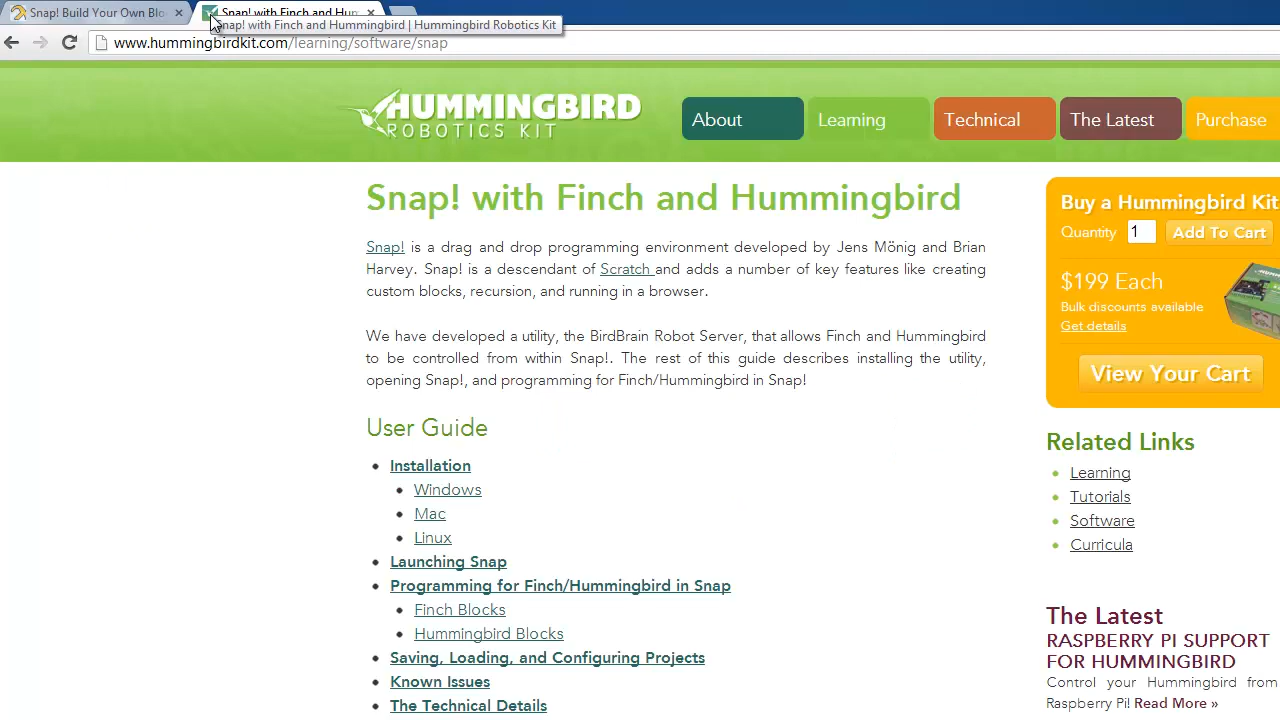 Snap! Build Your Own Blo
Snap! with Finch and Hum
Snap! with Finch and Hummingbird | Hummingbird Robotics Kit
www.hummingbirdkit.com/learning/software/snap
HUMMINGBIRD
ROBOTICS KIT
About
Learning
Technical
The Latest
Purchase
Snap! with Finch and Hummingbird
Snap! is a drag and drop programming environment developed by Jens Mönig and Brian
Harvey. Snap! is a descendant of Scratch and adds a number of key features like creating
custom blocks, recursion, and running in a browser.
We have developed a utility, the BirdBrain Robot Server, that allows Finch and Hummingbird
to be controlled from within Snap!. The rest of this guide describes installing the utility,
opening Snap!, and programming for Finch/Hummingbird in Snap!
User Guide
Installation
Windows
Mac
Linux
Launching Snap
Programming for Finch/Hummingbird in Snap
Finch Blocks
Hummingbird Blocks
Saving, Loading, and Configuring Projects
Known Issues
The Technical Details
Buy a Hummingbird Kit
Quantity 1 Add To Cart
$199 Each
Bulk discounts available
Get details
View Your Cart
Related Links
Learning
Tutorials
Software
Curricula
The Latest
RASPBERRY PI SUPPORT
FOR HUMMINGBIRD
Control your Hummingbird from
Raspberry Pi! Read More »